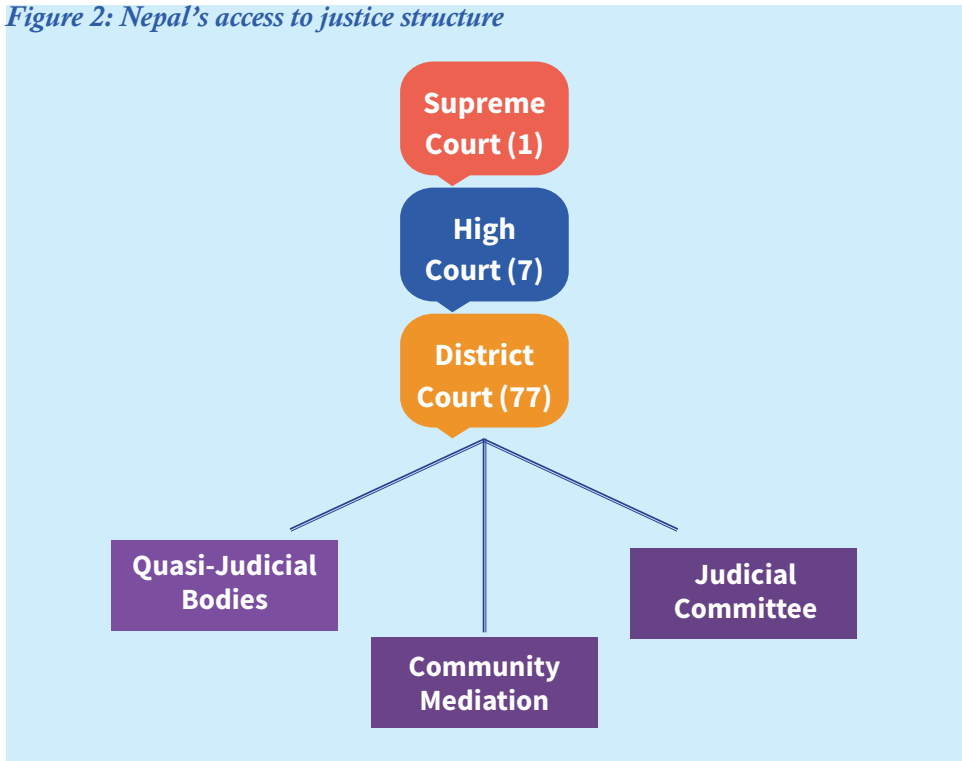 Figure 2: Nepal’s access to justice structure
Supreme
Court (1)
High
Court (7)
District
Court (77)
Quasi-Judicial
Bodies
Community
Mediation
Judicial
Committee